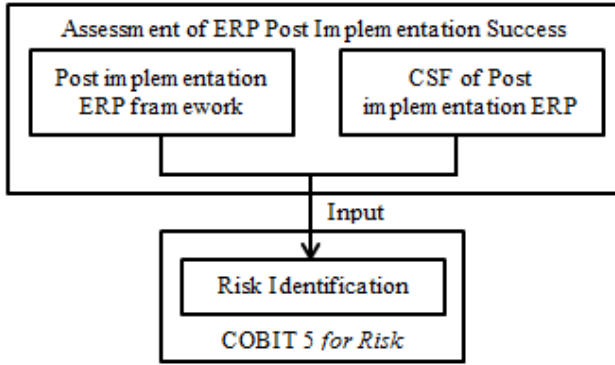 Assessment of ERP Post Implementation Success
Post implementation
ERP framework
CSF of Post
implementation ERP
Input
Risk Identification
COBIT 5 for Risk